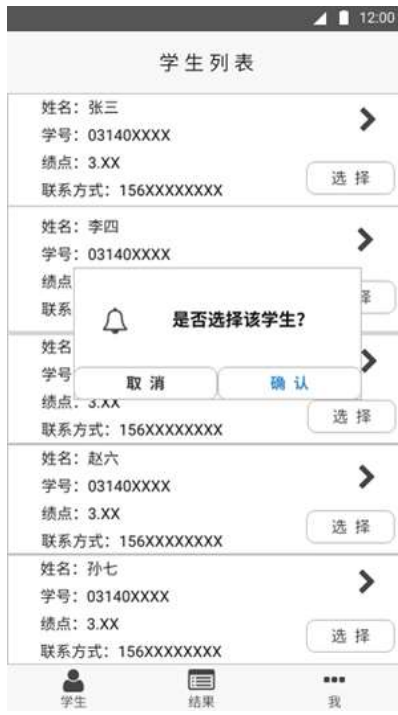 12:00
学生列表
姓名：张三
学号：03140XXXX
绩点：3.XX
选 择
联系方式：156XXXXXXXX
姓名：李四
学号：03140XXXX
绩点
联系
择
是否选择该学生?
取 消
确 认
姓名
学号
绩点：3.XX
选 择
联系方式：156XXXXXXXX
姓名：赵六
学号：03140XXXX
绩点：3.XX
选 择
联系方式：156XXXXXXXX
姓名：孙七
学号：03140XXXX
绩点：3.XX
选 择
联系方式：156XXXXXXXX
学生
结果
我